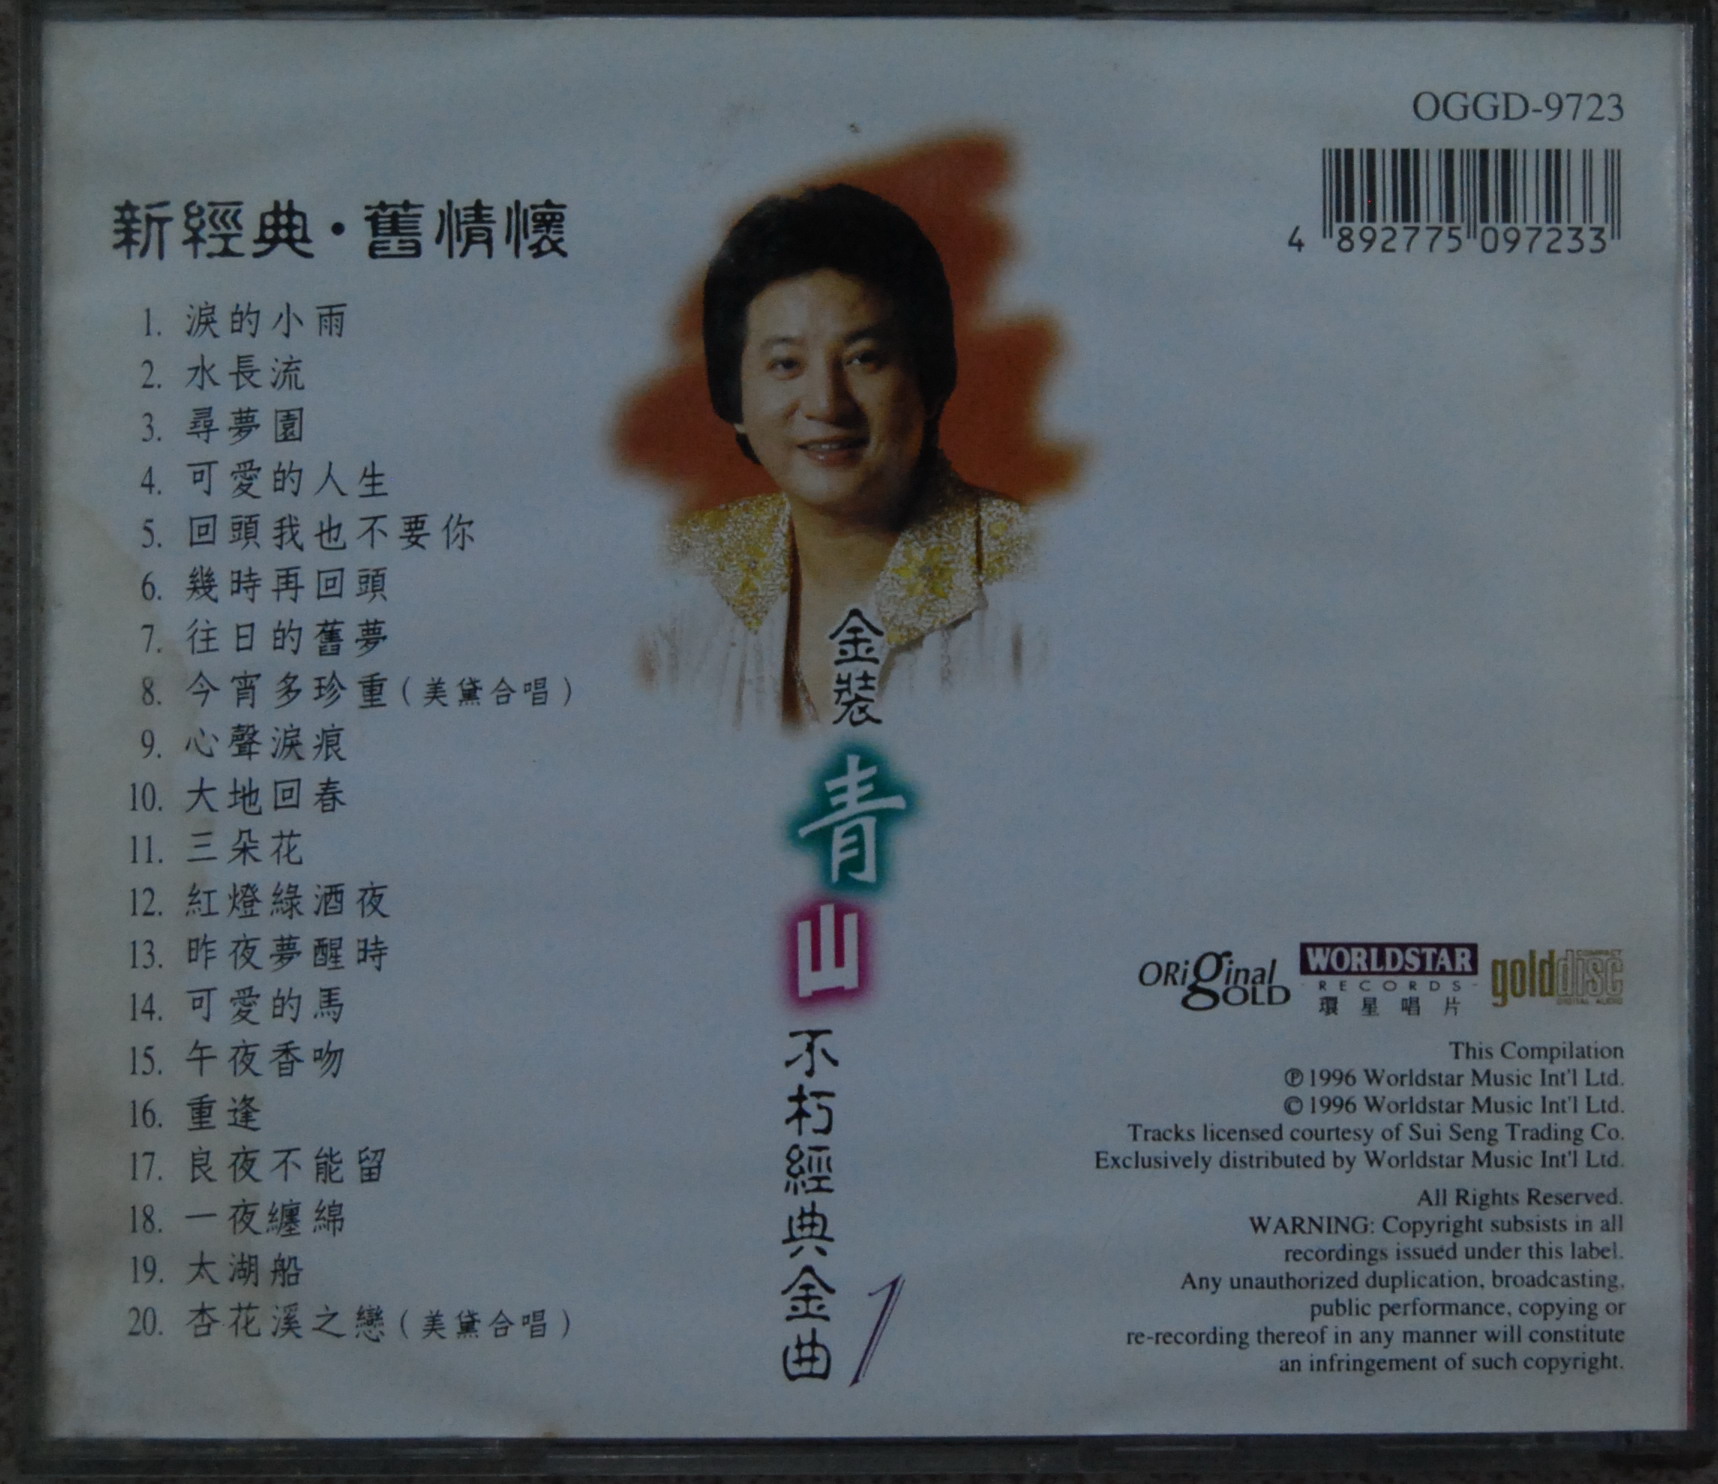 OGGD-9723
4 892775 097233
新經典·舊情懷
1. 淚的小雨
2. 水長流
3. 尋夢園
4. 可愛的人生
5. 回頭我也不要你
6. 幾時再回頭
7. 往日的舊夢
8. 今宵多珍重(美黛合唱)
9. 心聲淚痕
10. 大地回春
11. 三朵花
12. 紅燈綠酒夜
13. 昨夜夢醒時
14. 可愛的馬
15. 午夜香吻
16. 重逢
17. 良夜不能留
18. 一夜纏綿
19. 太湖船
20. 杏花溪之戀(美黛合唱)
金裝
青山
不朽經典金曲1
ORiginal GOLD
WORLDSTAR
RECORDS
環星唱片
COMPACT
golddisc
DIGITAL AUDIO
This Compilation
℗ 1996 Worldstar Music Int'l Ltd.
© 1996 Worldstar Music Int'l Ltd.
Tracks licensed courtesy of Sui Seng Trading Co.
Exclusively distributed by Worldstar Music Int'l Ltd.
All Rights Reserved.
WARNING: Copyright subsists in all
recordings issued under this label.
Any unauthorized duplication, broadcasting,
public performance, copying or
re-recording thereof in any manner will constitute
an infringement of such copyright.